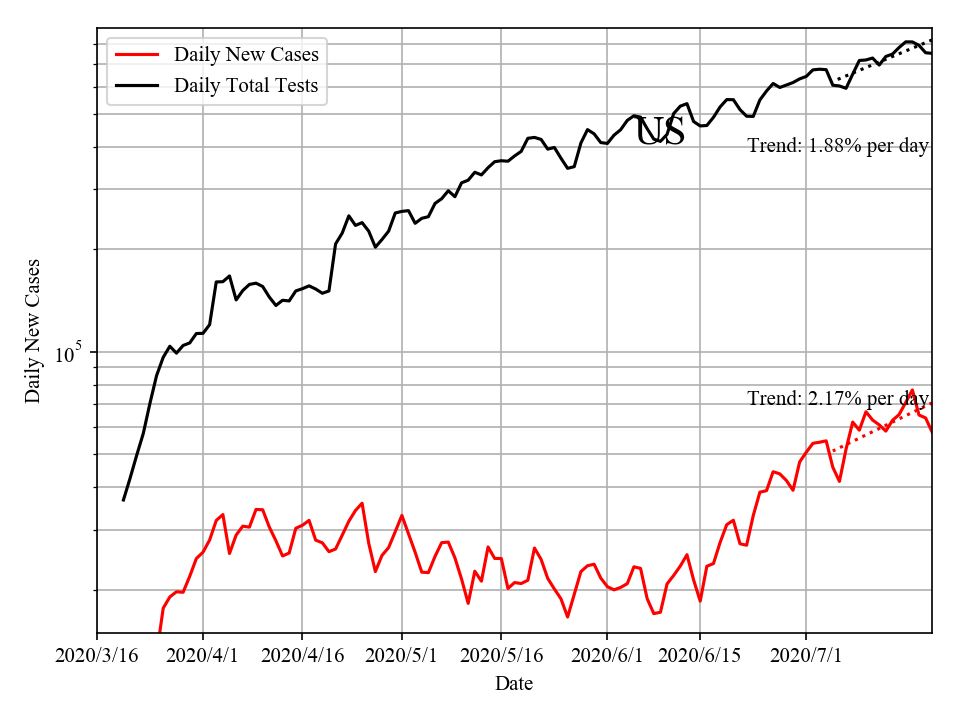 Daily New Cases
Daily Total Tests
US
Trend: 1.88% per day
Daily New Cases
10^5
Trend: 2.17% per day
2020/3/16 2020/4/1 2020/4/16 2020/5/1 2020/5/16 2020/6/1 2020/6/15 2020/7/1
Date